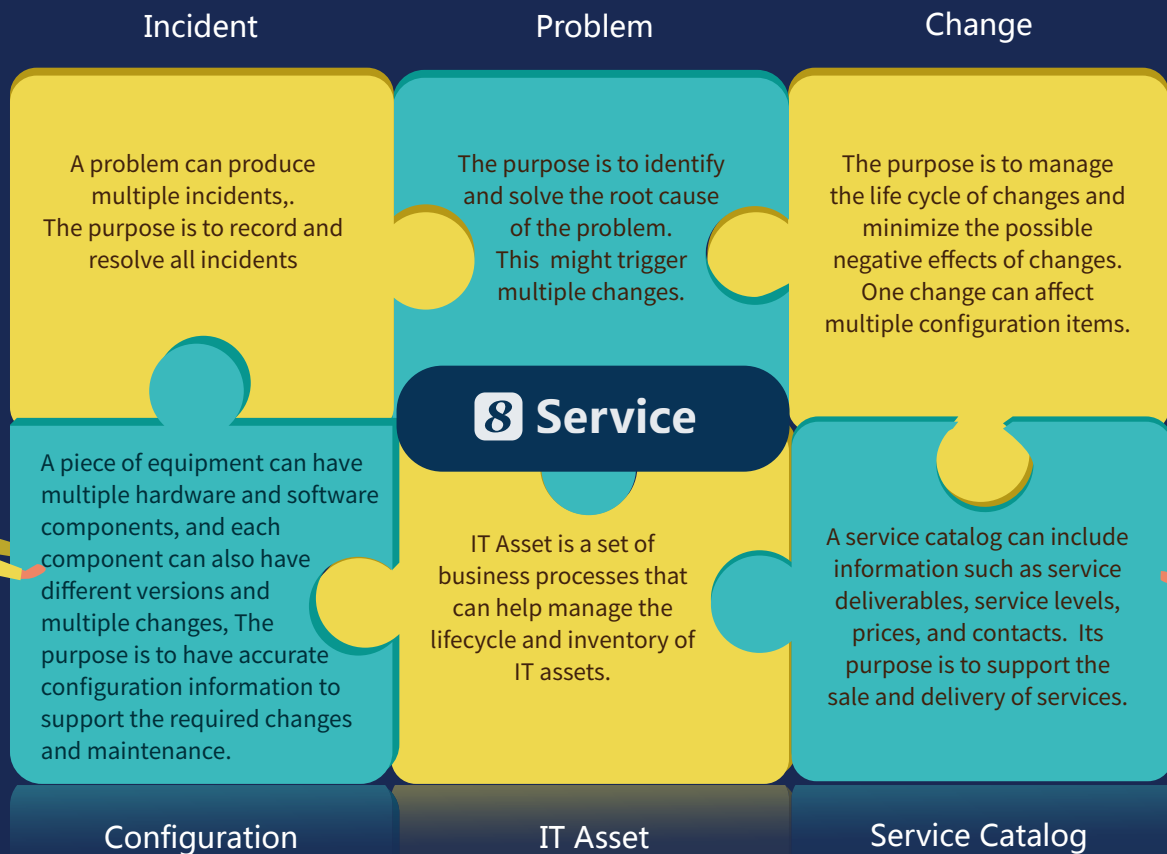 Incident
Problem
Change
A problem can produce
multiple incidents,.
The purpose is to record and
resolve all incidents
The purpose is to identify
and solve the root cause
of the problem.
This  might trigger
multiple changes.
The purpose is to manage
the life cycle of changes and
minimize the possible
negative effects of changes.
One change can affect
multiple configuration items.
8 Service
A piece of equipment can have
multiple hardware and software
components, and each
component can also have
different versions and
multiple changes, The
purpose is to have accurate
configuration information to
support the required changes
and maintenance.
IT Asset is a set of
business processes that
can help manage the
lifecycle and inventory of
IT assets.
A service catalog can include
information such as service
deliverables, service levels,
prices, and contacts.  Its
purpose is to support the
sale and delivery of services.
Configuration
IT Asset
Service Catalog